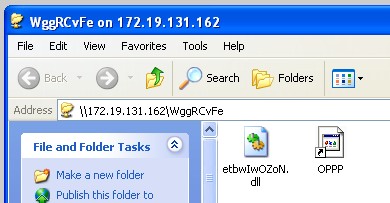 WggRCvFe on 172.19.131.162
File Edit View Favorites Tools Help
Back Search Folders
Address \\172.19.131.162\WggRCvFe
File and Folder Tasks
Make a new folder
Publish this folder to
etbwIwOZoN.
dll
OPPP